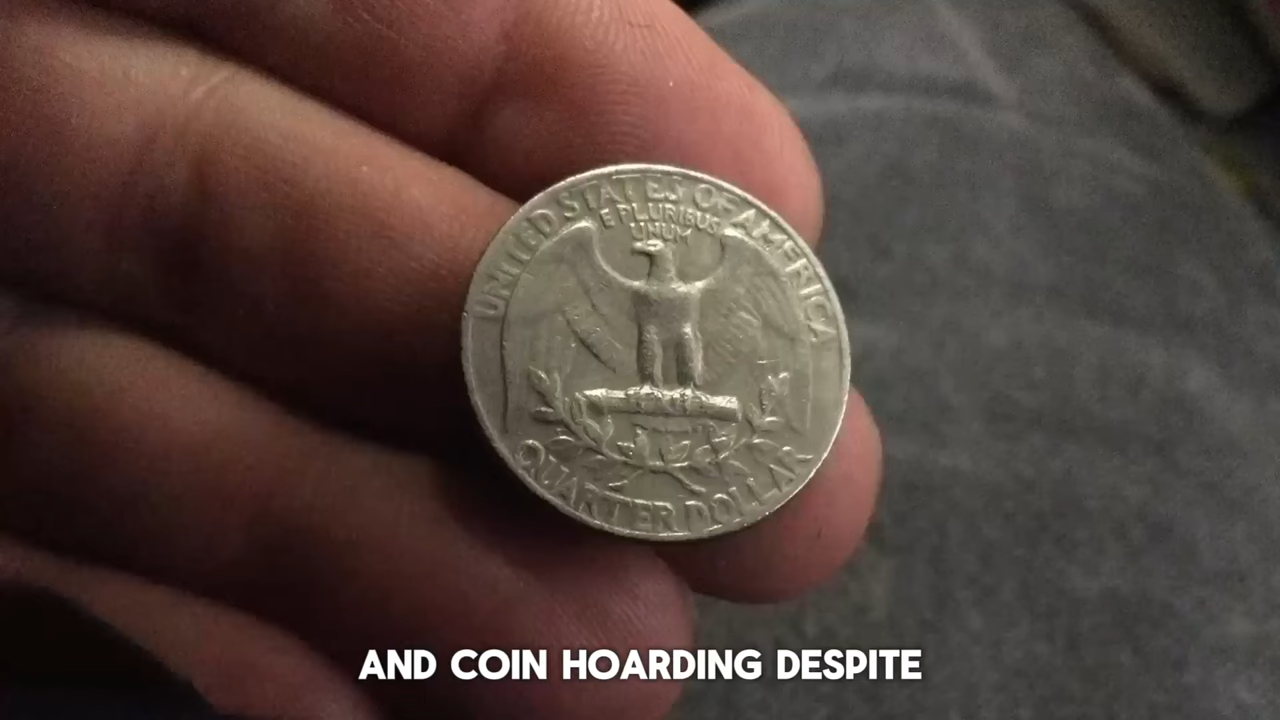 UNITED STATES OF AMERICA
E PLURIBUS
UNUM
QUARTER DOLLAR
AND COIN HOARDING DESPITE